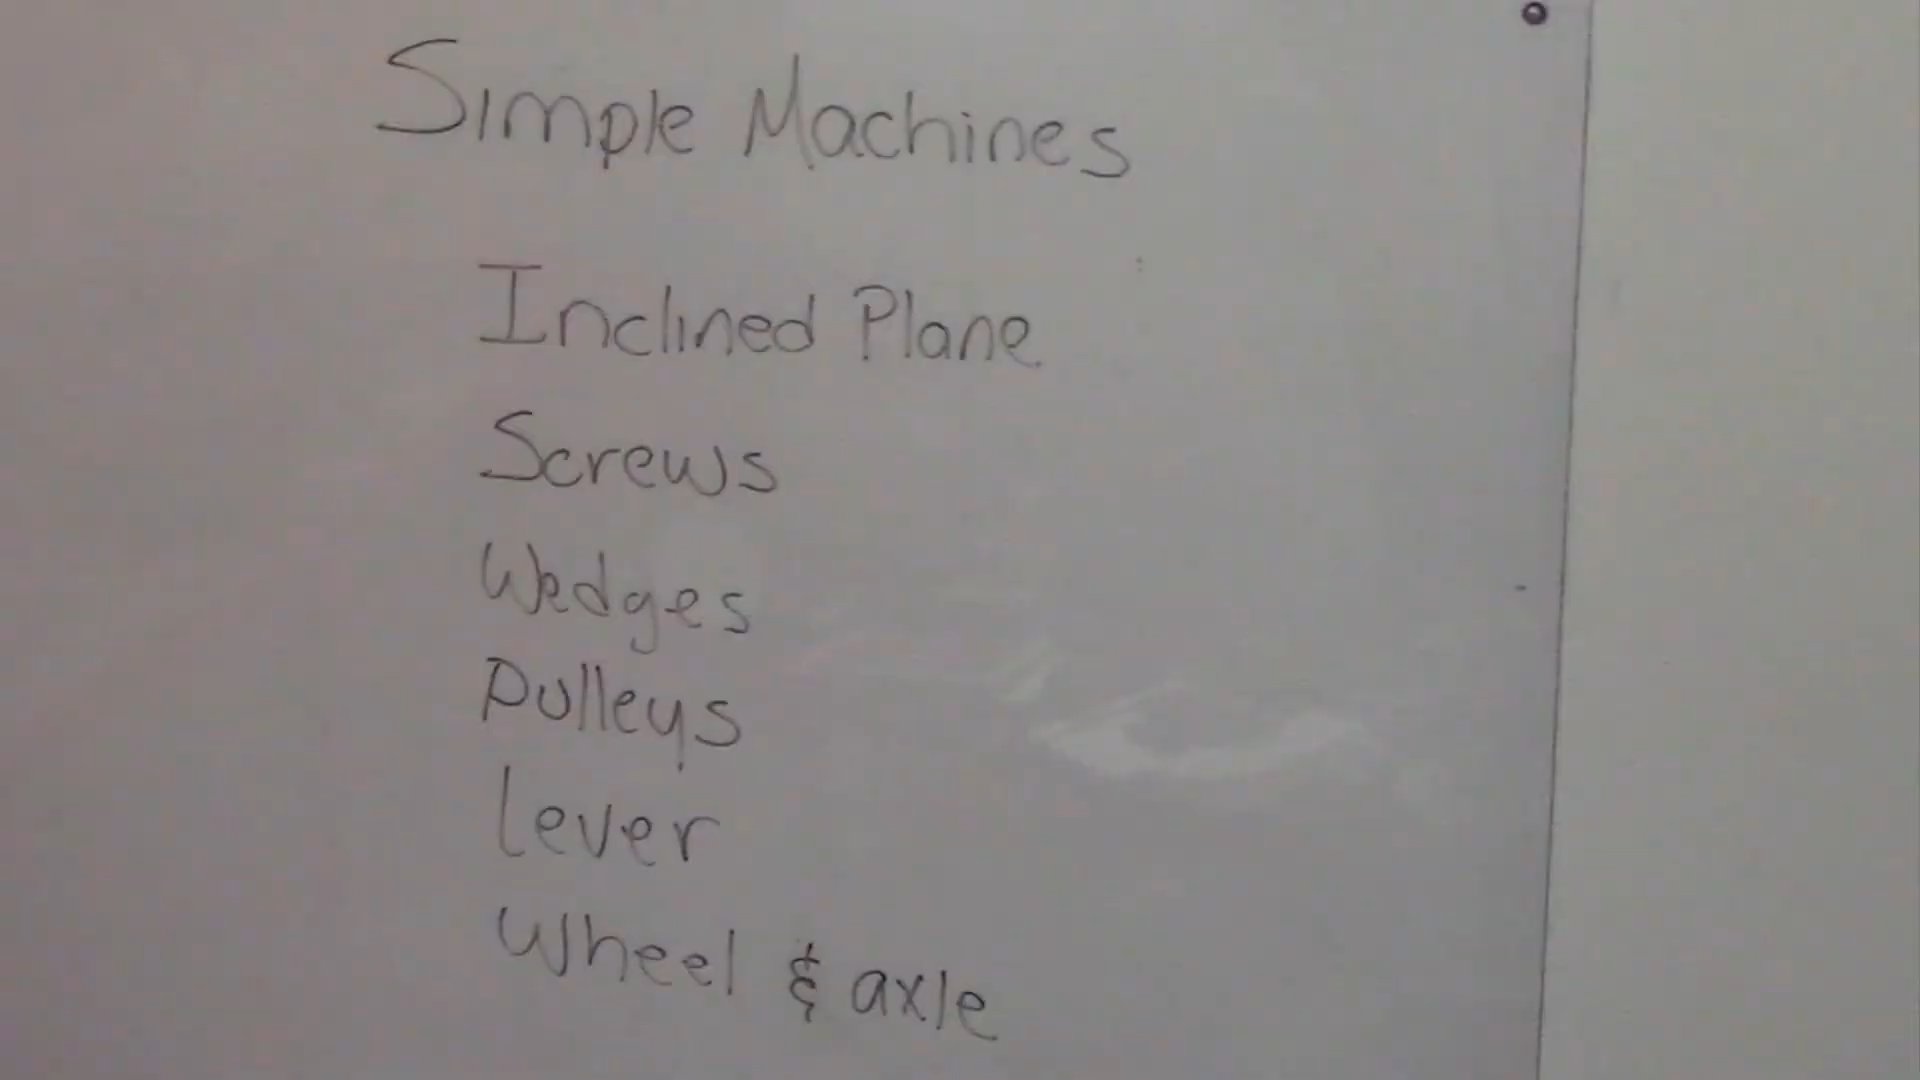 Simple Machines
Inclined Plane
Screws
Wedges
Pulleys
Lever
Wheel & axle